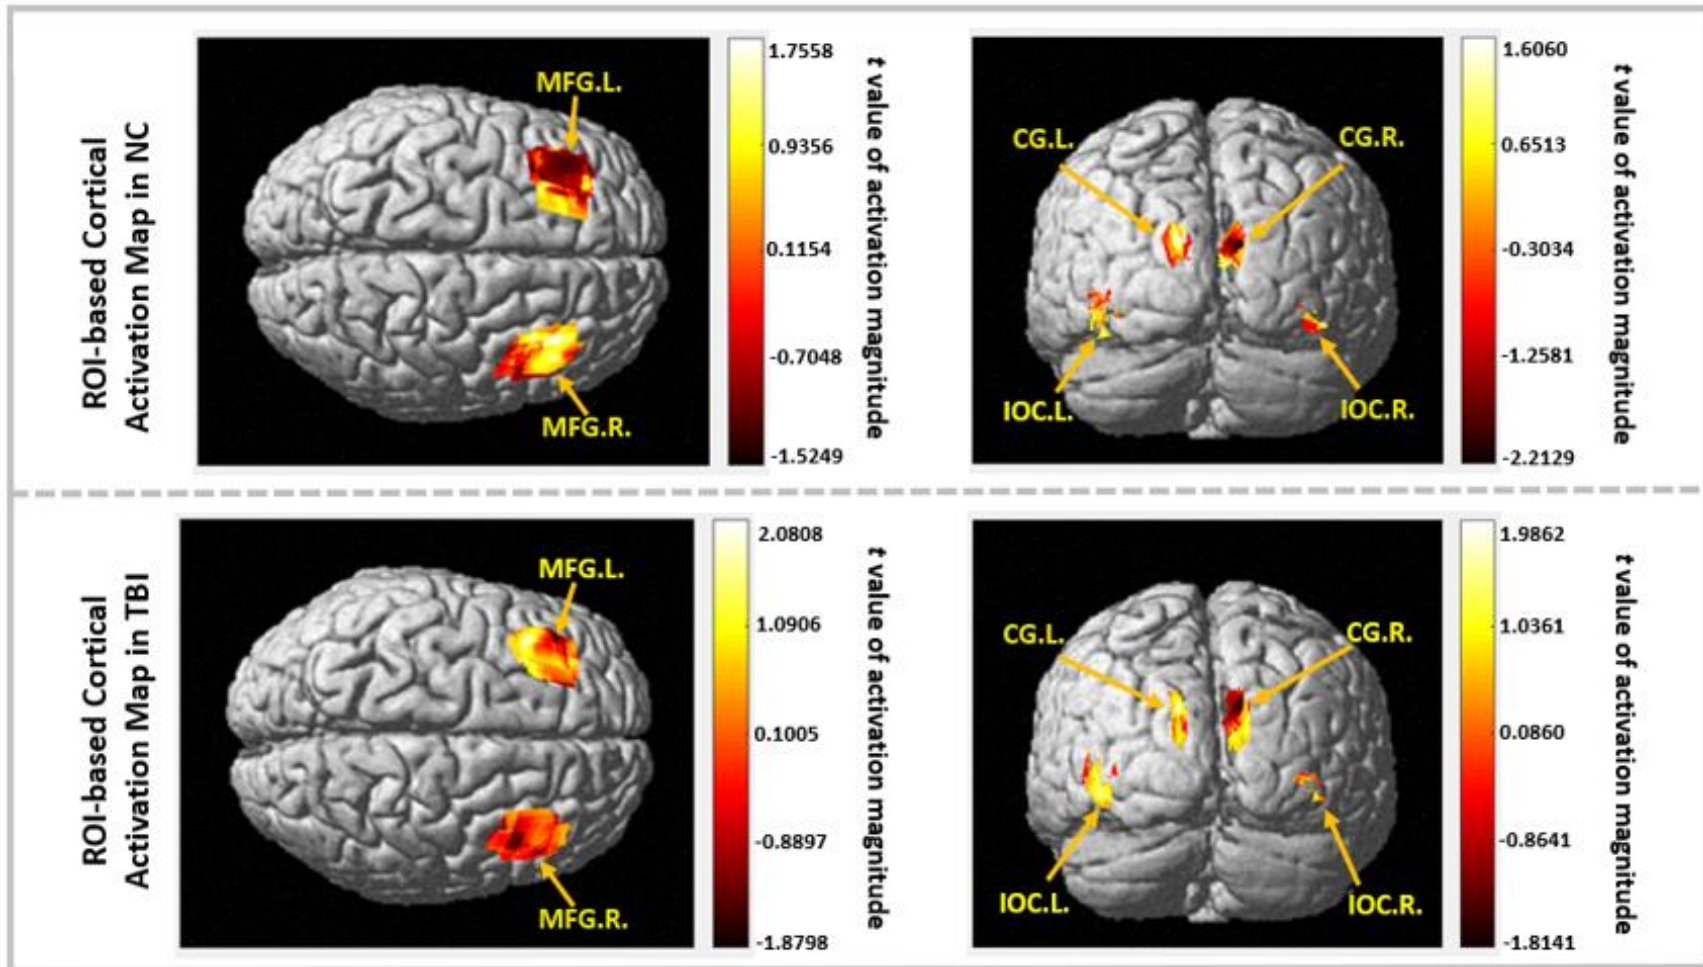 ROI-based Cortical
Activation Map in NC
MFG.L.
MFG.R.
1.7558
0.9356
0.1154
-0.7048
-1.5249
t value of activation magnitude
CG.L.
CG.R.
IOC.L.
IOC.R.
1.6060
0.6513
-0.3034
-1.2581
-2.2129
t value of activation magnitude
ROI-based Cortical
Activation Map in TBI
MFG.L.
MFG.R.
2.0808
1.0906
0.1005
-0.8897
-1.8798
t value of activation magnitude
CG.L.
CG.R.
IOC.L.
IOC.R.
1.9862
1.0361
0.0860
-0.8641
-1.8141
t value of activation magnitude